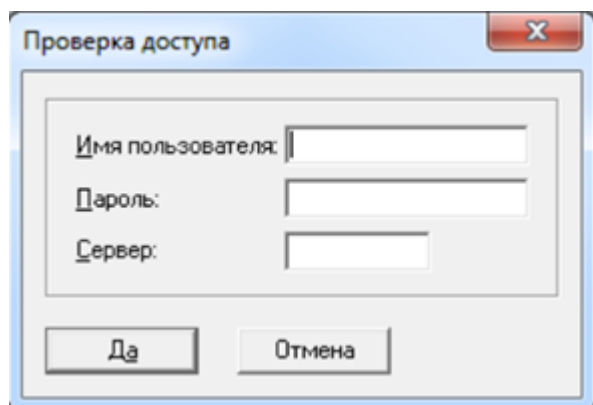 Проверка доступа
Имя пользователя:
Пароль:
Сервер:
Да
Отмена